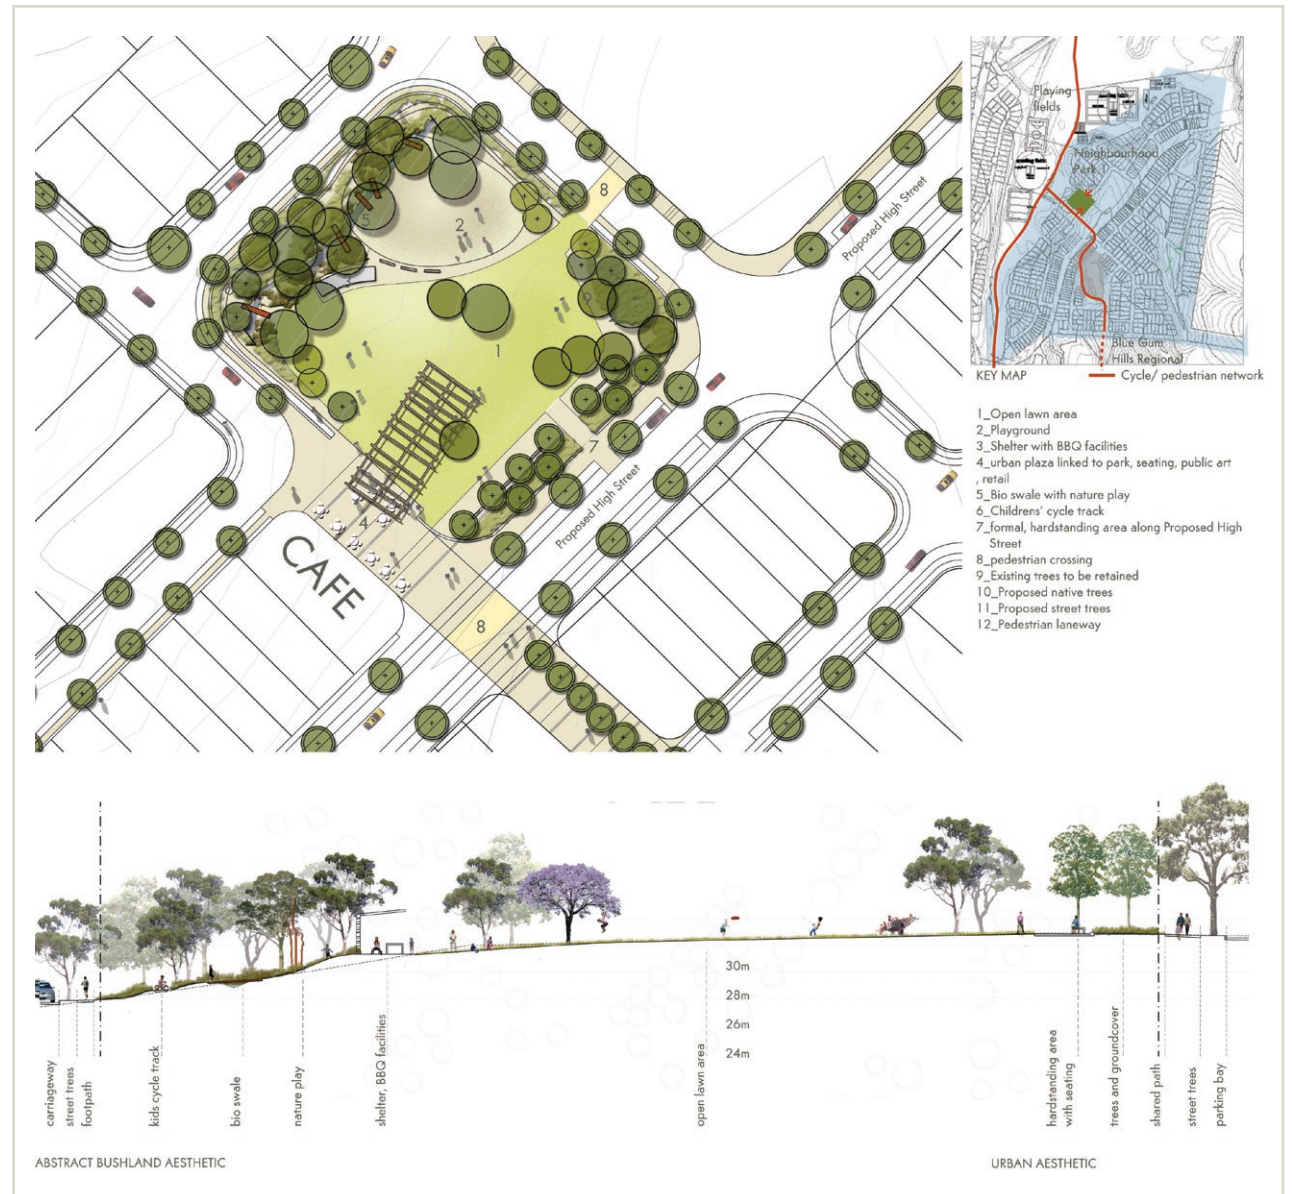 8
Proposed High Street
5
2
9
1
7
Proposed High Street
4
CAFE
8
Playing
fields
Neighbourhood
Park 1
Blue Gum
Hills Regional
KEY MAP
Cycle/ pedestrian network
1_Open lawn area
2_Playground
3_Shelter with BBQ facilities
4_urban plaza linked to park, seating, public art
, retail
5_Bio swale with nature play
6_Childrens' cycle track
7_formal, hardstanding area along Proposed High
Street
8_pedestrian crossing
9_Existing trees to be retained
10_Proposed native trees
11_Proposed street trees
12_Pedestrian laneway
30m
28m
26m
24m
carriageway
street trees
footpath
kids cycle track
bio swale
nature play
shelter, BBQ facilities
open lawn area
hardstanding area
with seating
trees and groundcover
shared path
street trees
parking bay
ABSTRACT BUSHLAND AESTHETIC
URBAN AESTHETIC